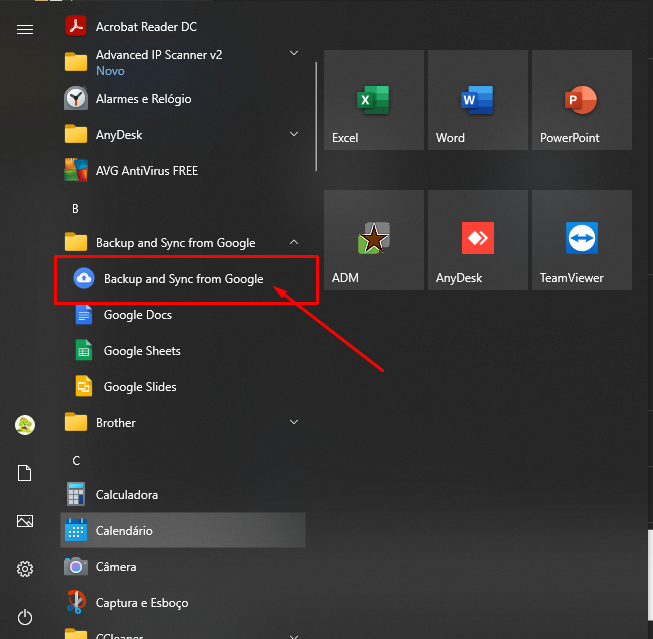 Acrobat Reader DC
Advanced IP Scanner v2
Novo
Alarmes e Relógio
AnyDesk
AVG AntiVirus FREE
B
Backup and Sync from Google
Backup and Sync from Google
Google Docs
Google Sheets
Google Slides
Brother
C
Calculadora
Calendário
Câmera
Captura e Esboço
CCleaner
Excel
Word
PowerPoint
ADM
AnyDesk
TeamViewer